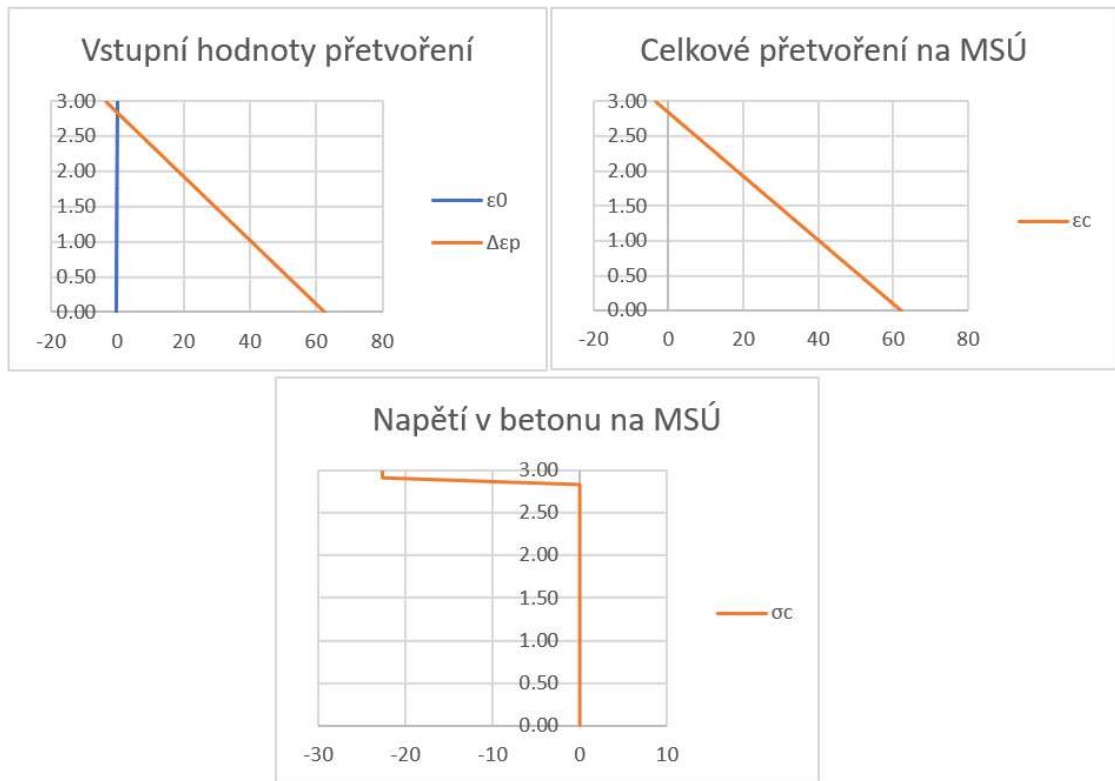 Vstupní hodnoty přetvoření
3.00
2.50
2.00
1.50
1.00
0.50
0.00
-20 0 20 40 60 80
ε0
Δεp
Celkové přetvoření na MSÚ
3.00
2.50
2.00
1.50
1.00
0.50
0.00
-20 0 20 40 60 80
εc
Napětí v betonu na MSÚ
3.00
2.50
2.00
1.50
1.00
0.50
0.00
-30 -20 -10 0 10
σc